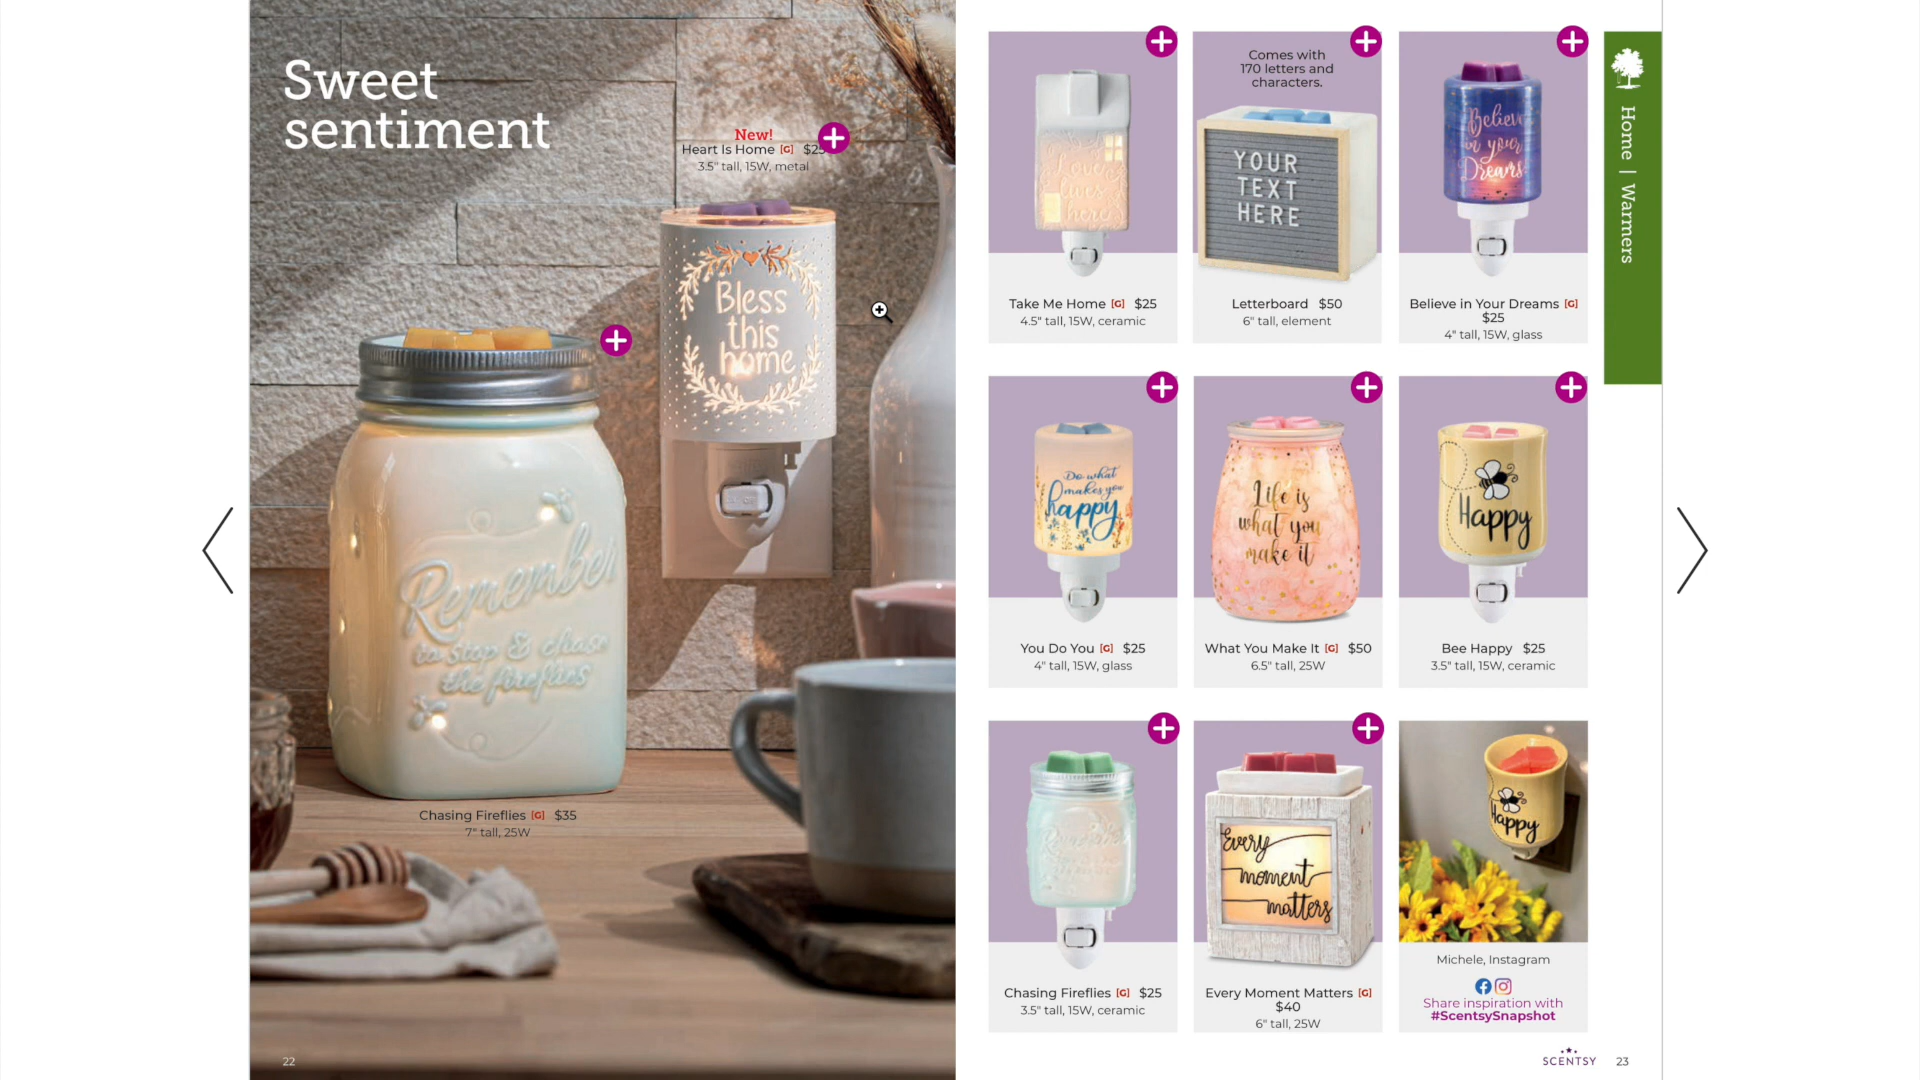 Sweet
sentiment
New!
Heart Is Home [G] $25
3.5" tall, 15W, metal
Bless
this
home
Remember
to stop & chase
the fireflies
Chasing Fireflies [G] $35
7" tall, 25W
22
Love
lives
here
Take Me Home [G] $25
4.5" tall, 15W, ceramic
Comes with
170 letters and
characters.
YOUR
TEXT
HERE
Letterboard $50
6" tall, element
Believe
in your
Dreams
Believe in Your Dreams [G]
$25
4" tall, 15W, glass
Home | Warmers
Do what
makes you
happy
You Do You [G] $25
4" tall, 15W, glass
Life is
what you
make it
What You Make It [G] $50
6.5" tall, 25W
Happy
Bee Happy $25
3.5" tall, 15W, ceramic
Remember
Chasing Fireflies [G] $25
3.5" tall, 15W, ceramic
Every
moment
matters
Every Moment Matters [G]
$40
6" tall, 25W
Happy
Michele, Instagram
Share inspiration with
#ScentsySnapshot
SCENTSY 23